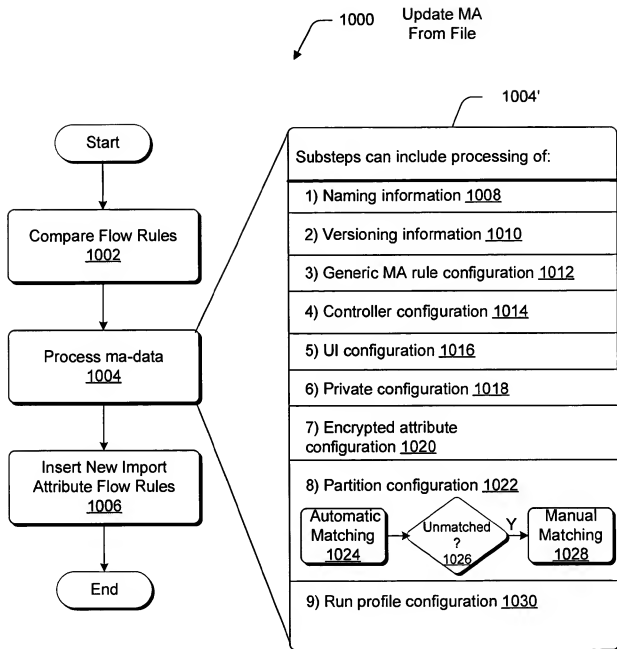 1000
Update MA
From File
1004'
Start
Compare Flow Rules
1002
Process ma-data
1004
Insert New Import
Attribute Flow Rules
1006
End
Substeps can include processing of:
1) Naming information 1008
2) Versioning information 1010
3) Generic MA rule configuration 1012
4) Controller configuration 1014
5) UI configuration 1016
6) Private configuration 1018
7) Encrypted attribute
configuration 1020
8) Partition configuration 1022
Automatic
Matching
1024
Unmatched
?
1026
Y
Manual
Matching
1028
9) Run profile configuration 1030